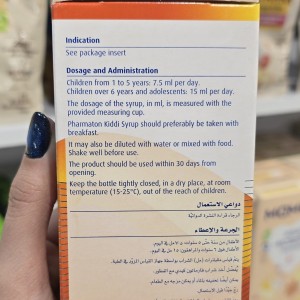 Indication
See package insert
Dosage and Administration
Children from 1 to 5 years: 7.5 ml per day.
Children over 6 years and adolescents: 15 ml per day.
The dosage of the syrup, in ml, is measured with the
provided measuring cup.
Pharmaton Kiddi Syrup should preferably be taken with
breakfast.
It may also be diluted with water or mixed with food.
Shake well before use.
The product should be used within 30 days from
opening.
Keep the bottle tightly closed, in a dry place, at room
temperature (15-25°C), out of the reach of children.
دواعي الاستعمال
الرجاء قراءة النشرة الدوائية
الجرعة والإعطاء